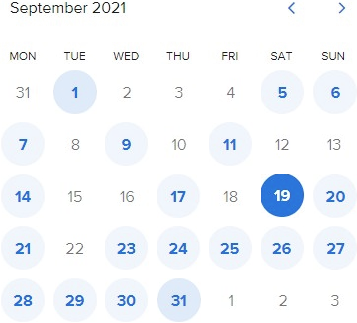 September 2021
MON TUE WED THU FRI SAT SUN
31 1 2 3 4 5 6
7 8 9 10 11 12 13
14 15 16 17 18 19 20
21 22 23 24 25 26 27
28 29 30 31 1 2 3